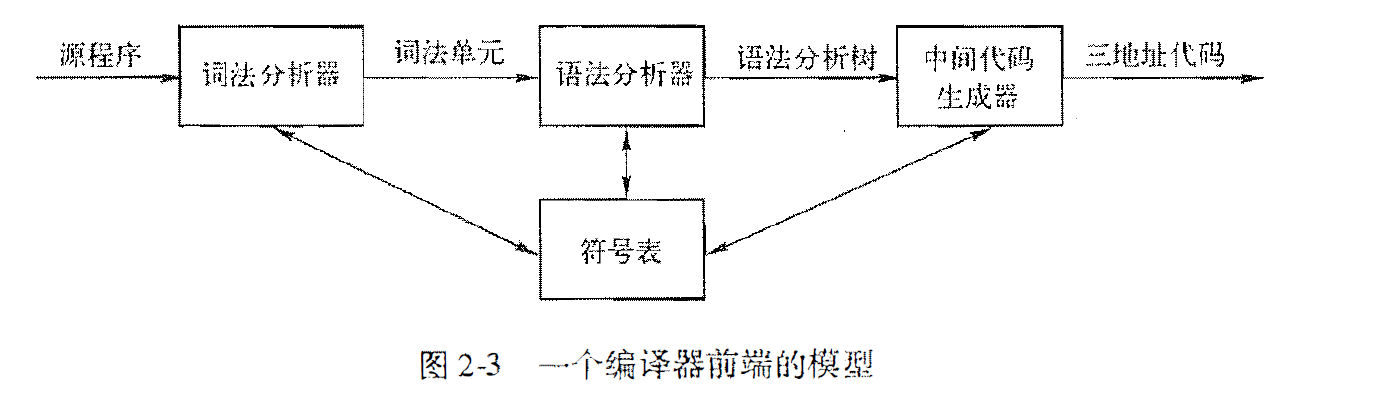 源程序
词法分析器
词法单元
语法分析器
语法分析树
中间代码
生成器
三地址代码
符号表
图2-3 一个编译器前端的模型